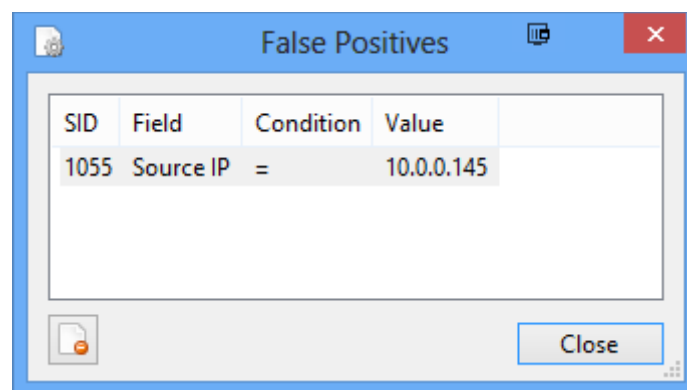 False Positives
SID Field Condition Value
1055 Source IP = 10.0.0.145
Close